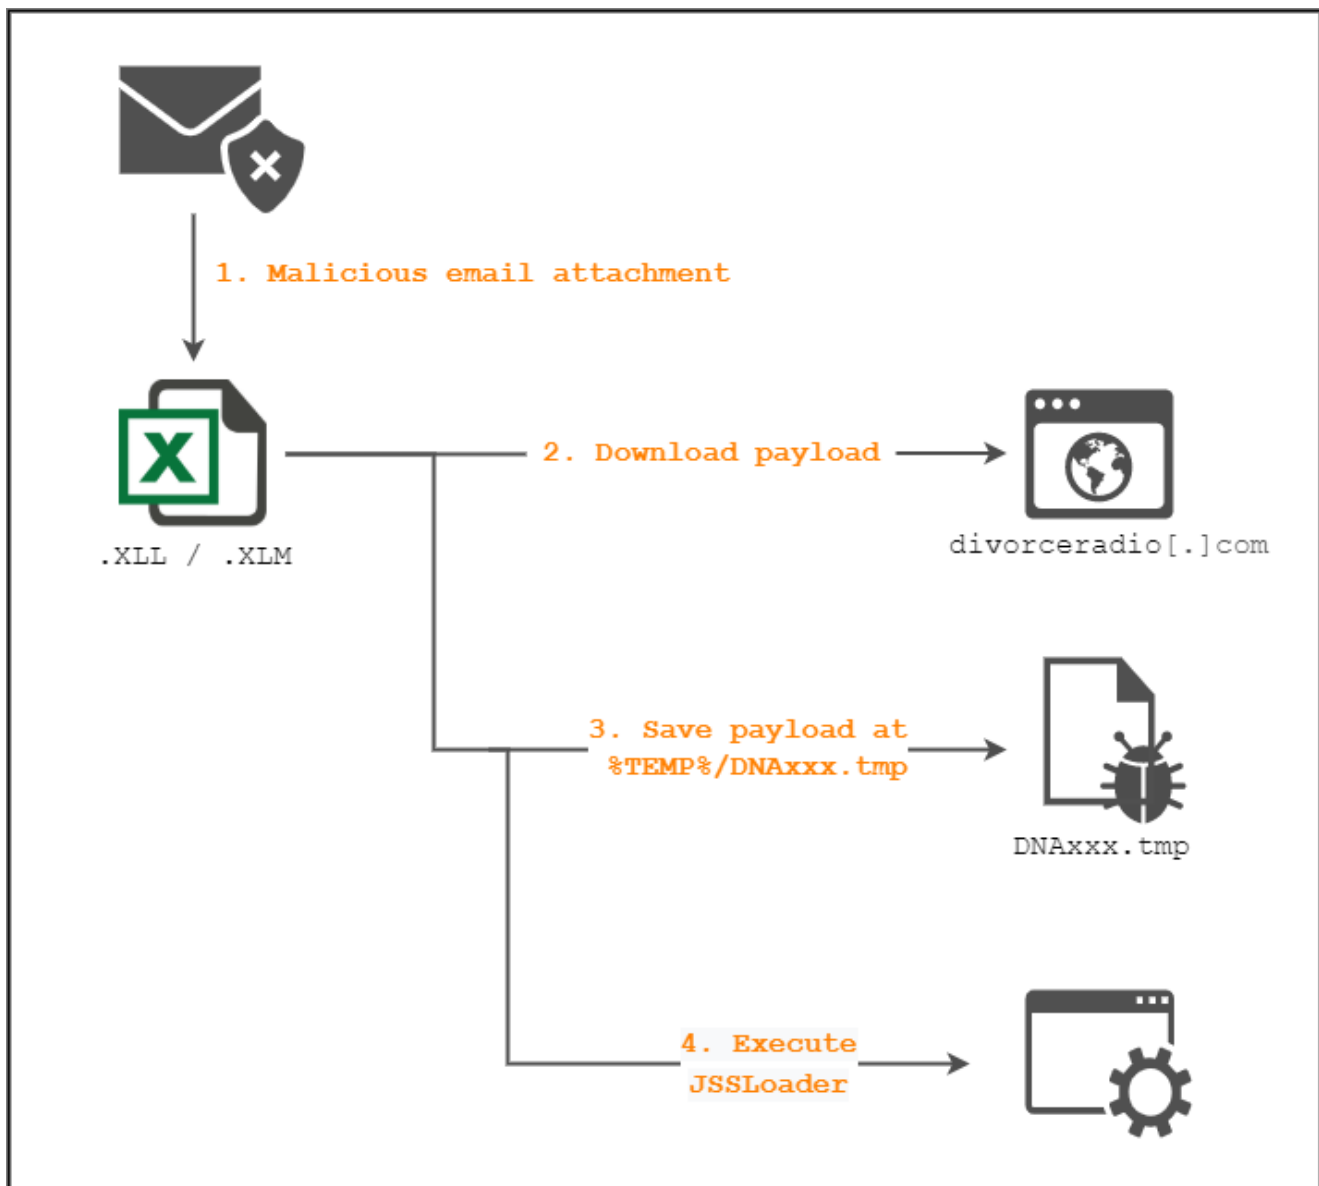 1. Malicious email attachment
X
.XLL / .XLM
2. Download payload
divorceradio[.]com
3. Save payload at
%TEMP%/DNAxxx.tmp
DNAxxx.tmp
4. Execute
JSSLoader